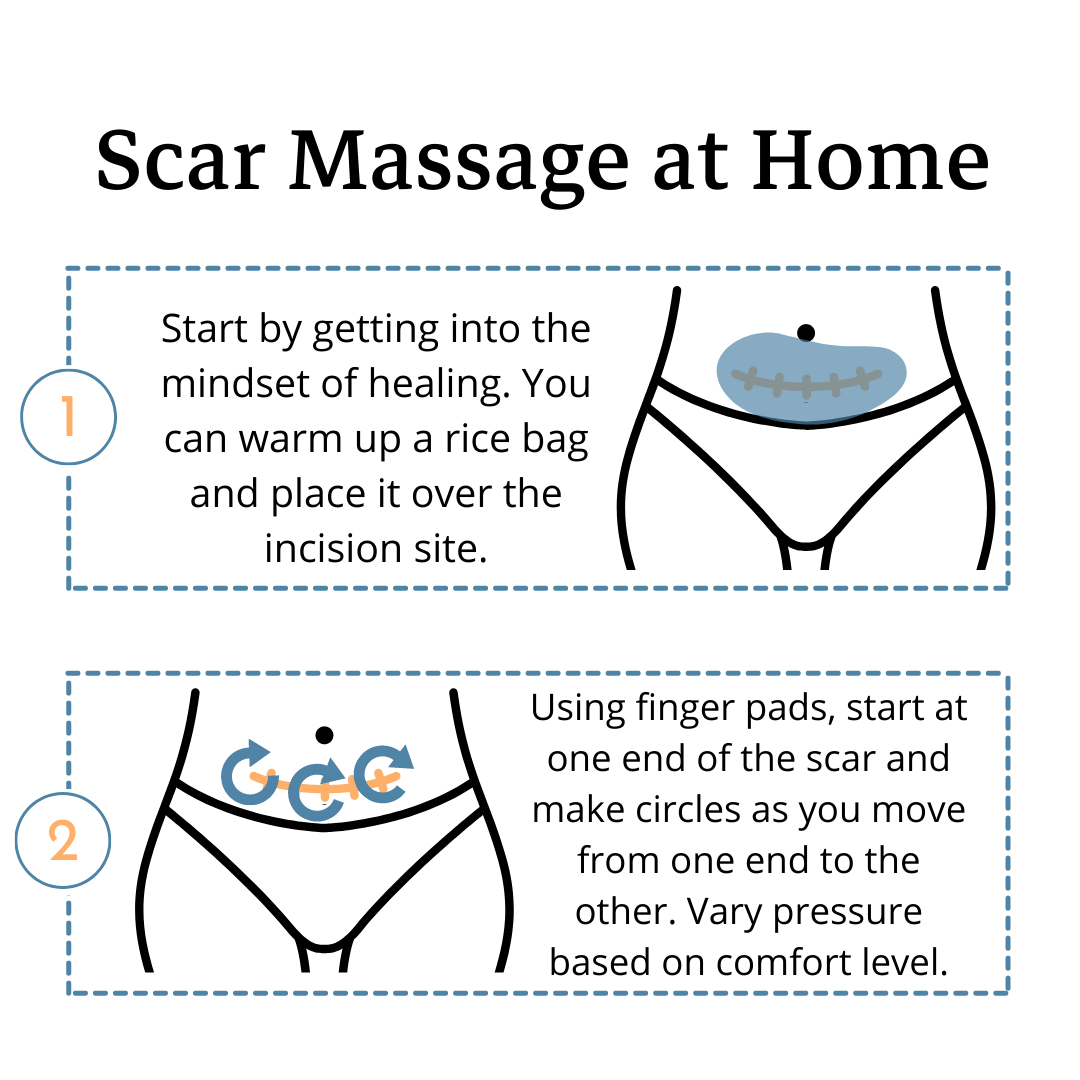 Scar Massage at Home
1
Start by getting into the
mindset of healing. You
can warm up a rice bag
and place it over the
incision site.
2
Using finger pads, start at
one end of the scar and
make circles as you move
from one end to the
other. Vary pressure
based on comfort level.